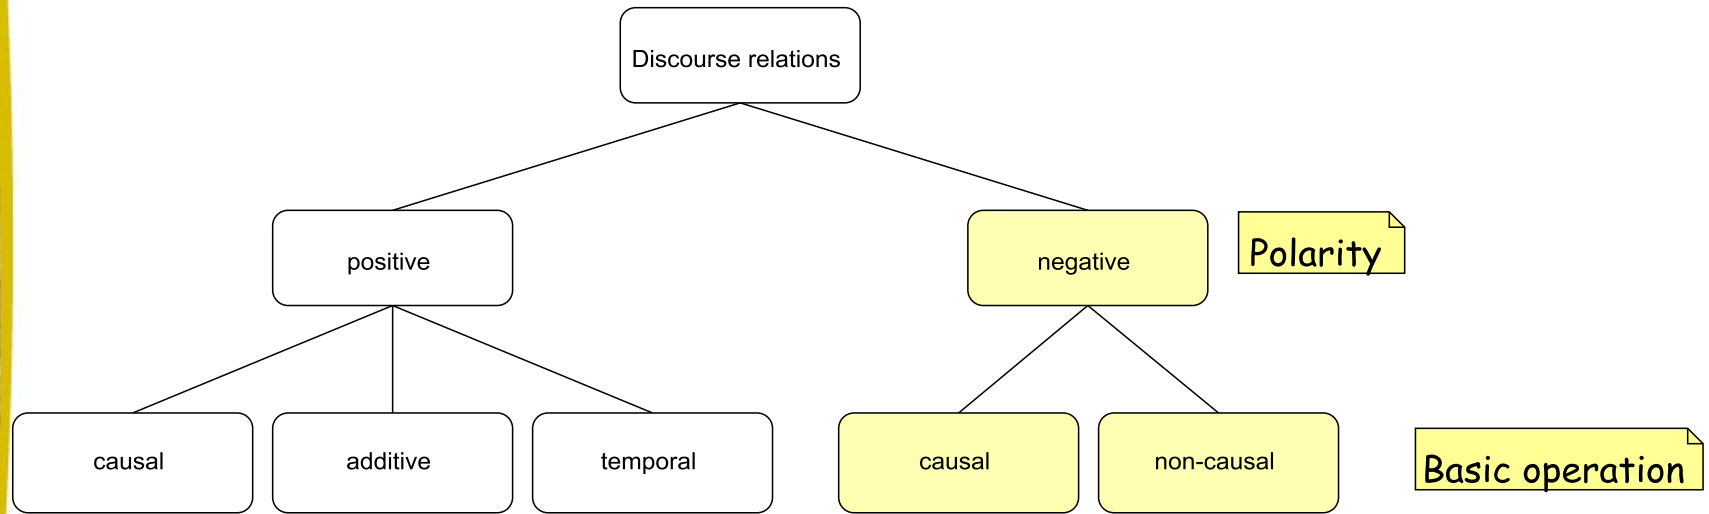 Discourse relations
positive
negative
Polarity
causal
additive
temporal
causal
non-causal
Basic operation